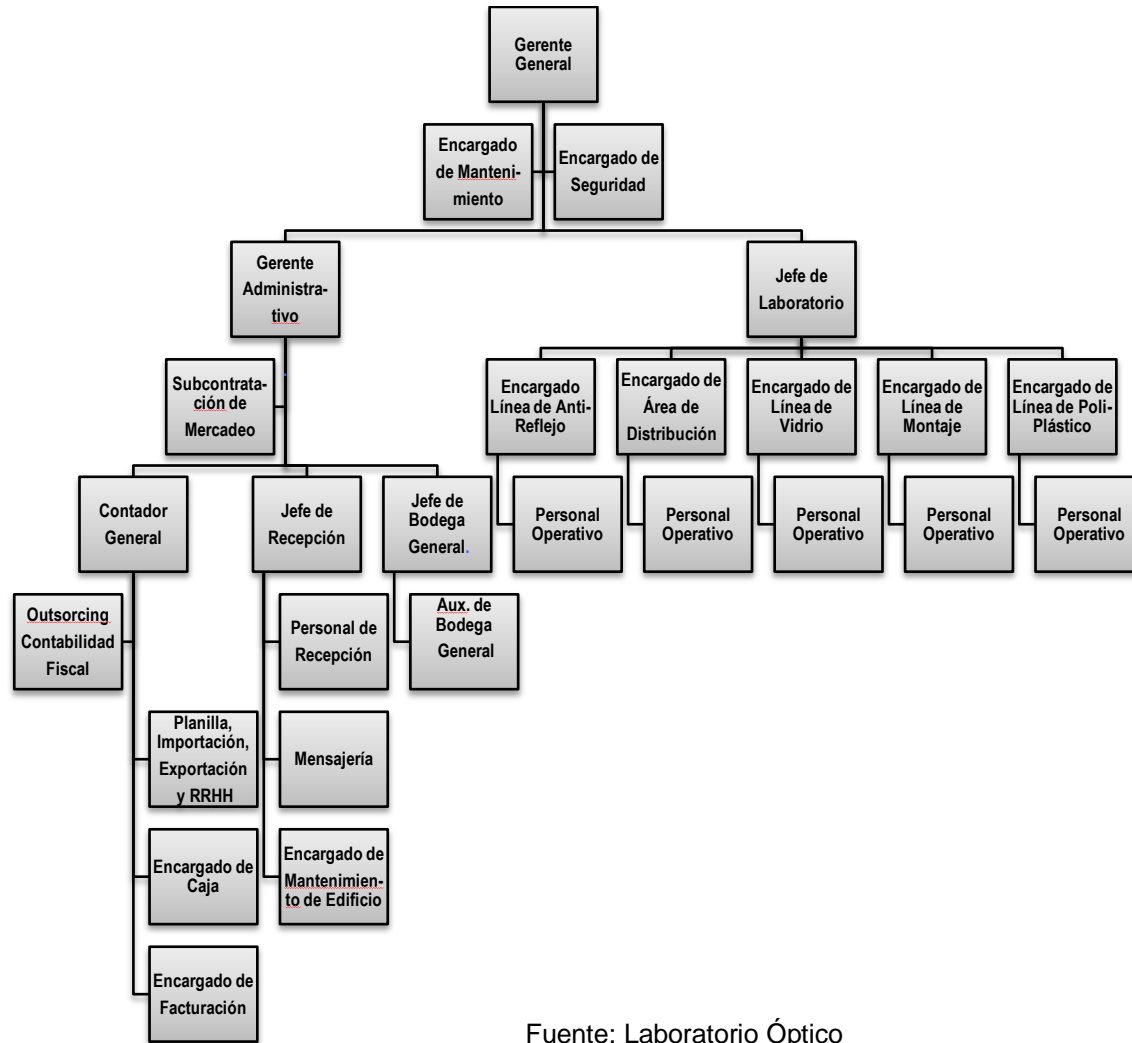 Gerente
General
Encargado
de Manteni-
miento
Encargado de
Seguridad
Gerente
Administra-
tivo
Jefe de
Laboratorio
Subcontrata-
ción de
Mercadeo
Encargado
Línea de Anti-
Reflejo
Encargado de
Área de
Distribución
Encargado de
Línea de
Vidrio
Encargado de
Línea de
Montaje
Encargado de
Línea de Poli-
Plástico
Contador
General
Jefe de
Recepción
Jefe de
Bodega
General.
Personal
Operativo
Personal
Operativo
Personal
Operativo
Personal
Operativo
Personal
Operativo
Outsorcing
Contabilidad
Fiscal
Personal de
Recepción
Aux. de
Bodega
General
Planilla,
Importación,
Exportación
y RRHH
Mensajería
Encargado de
Caja
Encargado de
Mantenimien-
to de Edificio
Encargado de
Facturación
Fuente: Laboratorio Óptico